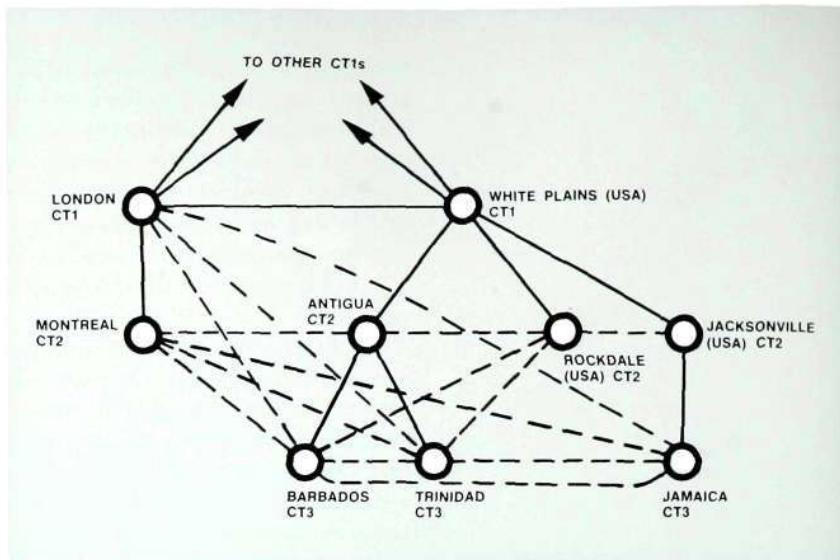 TO OTHER CT1s
LONDON
CT1
WHITE PLAINS (USA)
CT1
MONTREAL
CT2
ANTIGUA
CT2
ROCKDALE
(USA) CT2
JACKSONVILLE
(USA) CT2
BARBADOS
CT3
TRINIDAD
CT3
JAMAICA
CT3